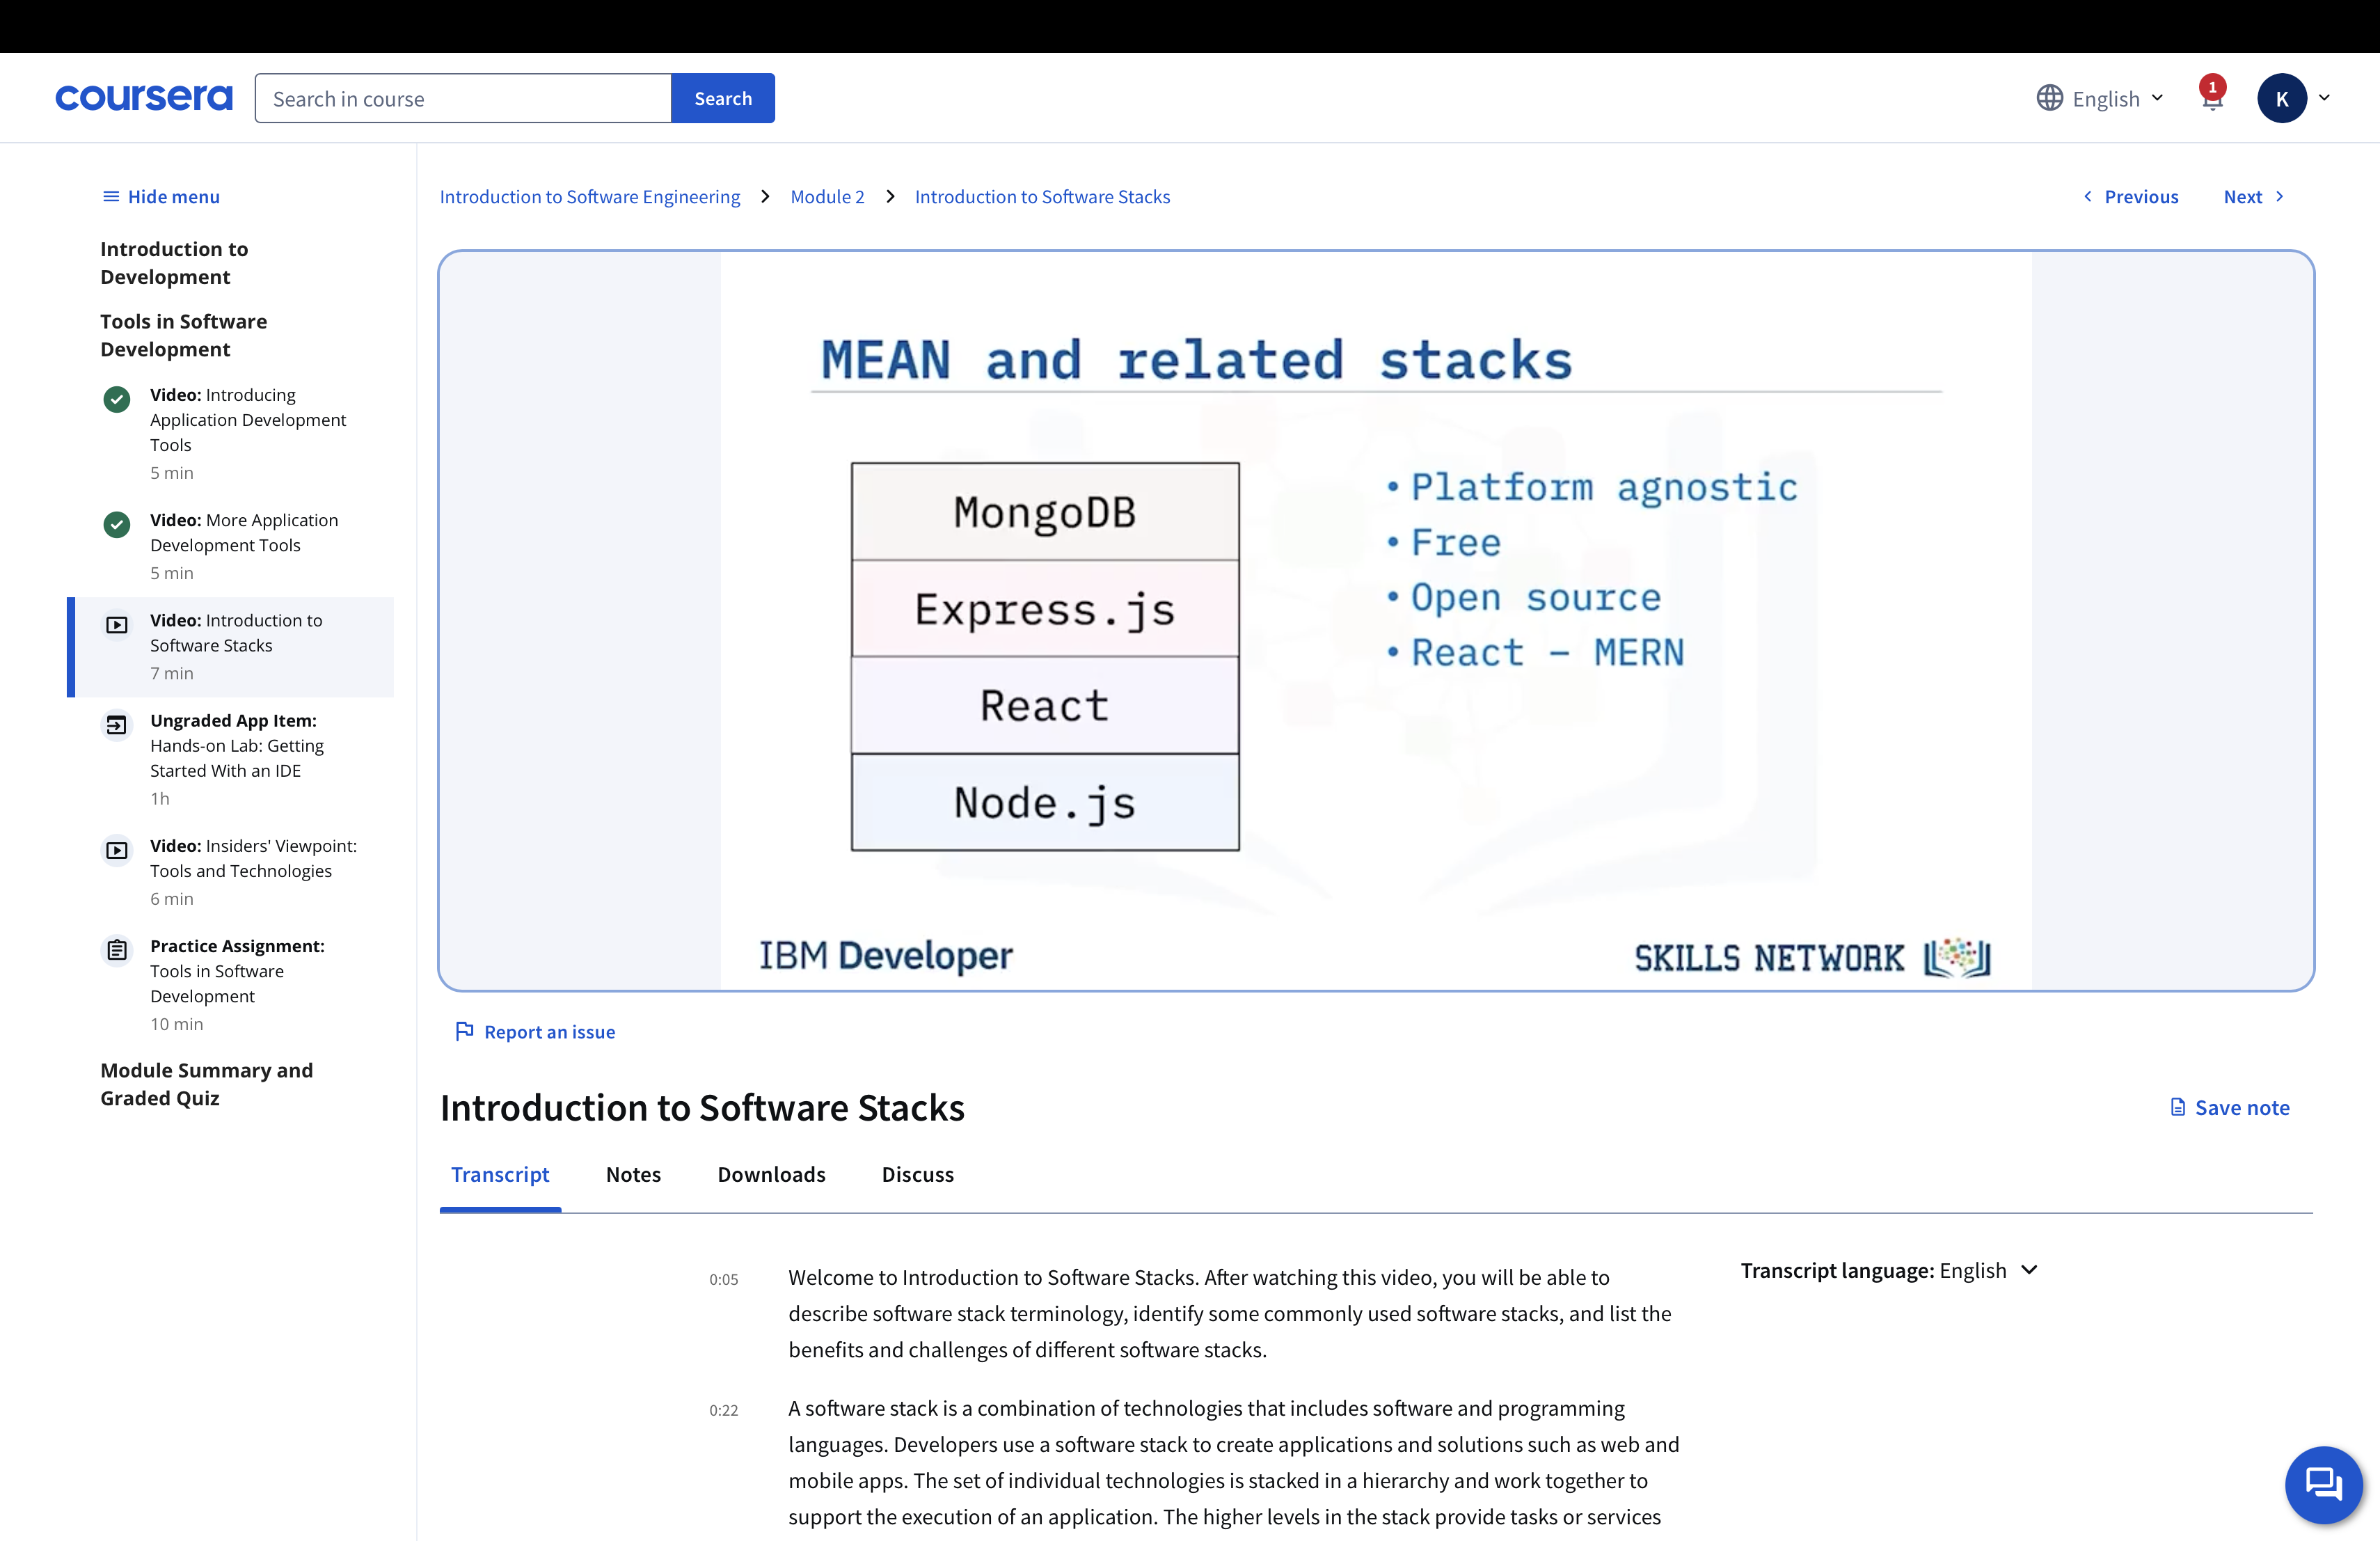 coursera
Search in course
Search
English
1
K
Hide menu
Introduction to
Development
Tools in Software
Development
Video: Introducing
Application Development
Tools
5 min
Video: More Application
Development Tools
5 min
Video: Introduction to
Software Stacks
7 min
Ungraded App Item:
Hands-on Lab: Getting
Started With an IDE
1h
Video: Insiders' Viewpoint:
Tools and Technologies
6 min
Practice Assignment:
Tools in Software
Development
10 min
Module Summary and
Graded Quiz
Introduction to Software Engineering > Module 2 > Introduction to Software Stacks
Previous
Next
MEAN and related stacks
MongoDB
Express.js
React
Node.js
• Platform agnostic
• Free
• Open source
• React – MERN
IBM Developer
SKILLS NETWORK
Report an issue
Introduction to Software Stacks
Save note
Transcript Notes Downloads Discuss
0:05
Welcome to Introduction to Software Stacks. After watching this video, you will be able to
describe software stack terminology, identify some commonly used software stacks, and list the
benefits and challenges of different software stacks.
0:22
A software stack is a combination of technologies that includes software and programming
languages. Developers use a software stack to create applications and solutions such as web and
mobile apps. The set of individual technologies is stacked in a hierarchy and work together to
support the execution of an application. The higher levels in the stack provide tasks or services
Transcript language: English